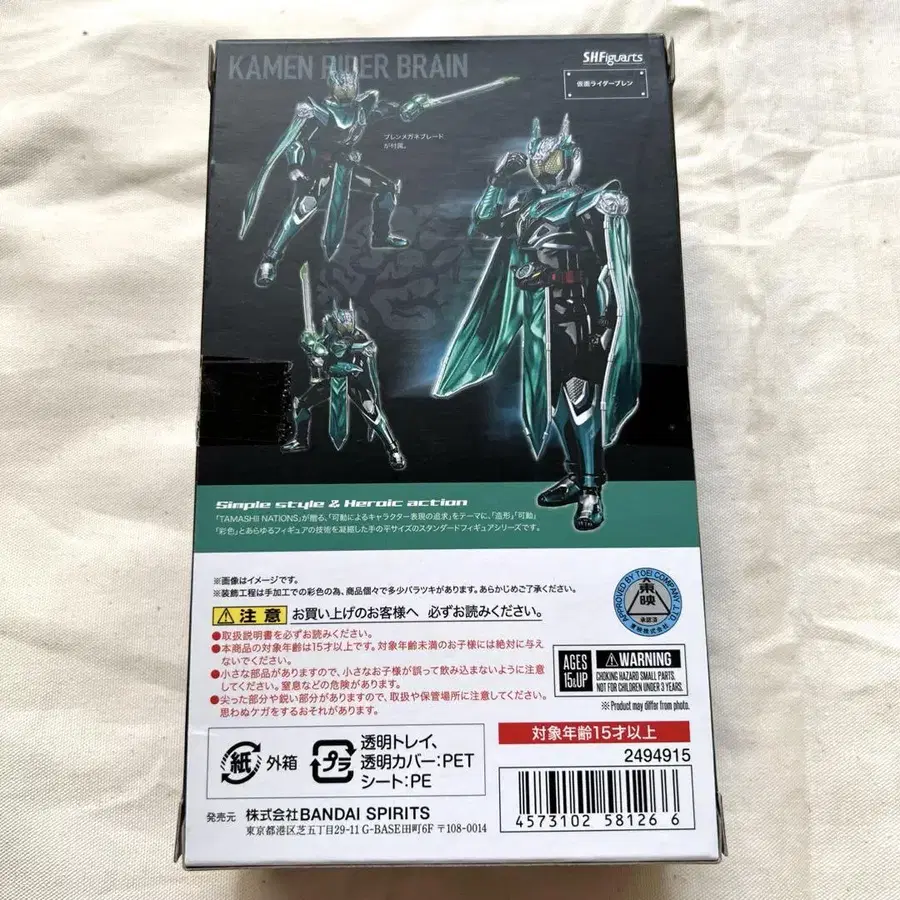 KAMEN RIDER BRAIN
S.H.Figuarts
仮面ライダーブレン
ブレンメガネブレード
が付属。
Simple style & Heroic action
「TAMASHII NATIONS」が贈る、「可動によるキャラクター表現の追求」をテーマに、「造形」「可動」
「彩色」とあらゆるフィギュアの技術を凝縮した手の平サイズのスタンダードフィギュアシリーズです。
※画像はイメージです。
※装飾工程は手加工での彩色の為、商品個々で多少バラツキがあります。あらかじめご了承ください。
注意 お買い上げのお客様へ 必ずお読みください。
●取扱説明書を必ずお読みください。
●本商品の対象年齢は15才以上です。対象年齢未満のお子様には絶対に与え
ないでください。
●小さな部品がありますので、小さなお子様が誤って飲み込まないように注意
してください。窒息などの危険があります。
●尖った部分や鋭い部分がありますので、取扱や保管場所に注意してください。
思わぬケガをするおそれがあります。
APPROVED BY TOEI COMPANY,LTD.
東映
承認済
東映株式会社
AGES
15&UP
WARNING
CHOKING HAZARD SMALL PARTS.
NOT FOR CHILDREN UNDER 3 YEARS.
※Product may differ from photo.
対象年齢15才以上
2494915
4573102 58126 6
紙 外箱
プラ
透明トレイ、
透明カバー:PET
シート:PE
発売元 株式会社BANDAI SPIRITS
東京都港区芝五丁目29-11 G-BASE田町6F 〒108-0014